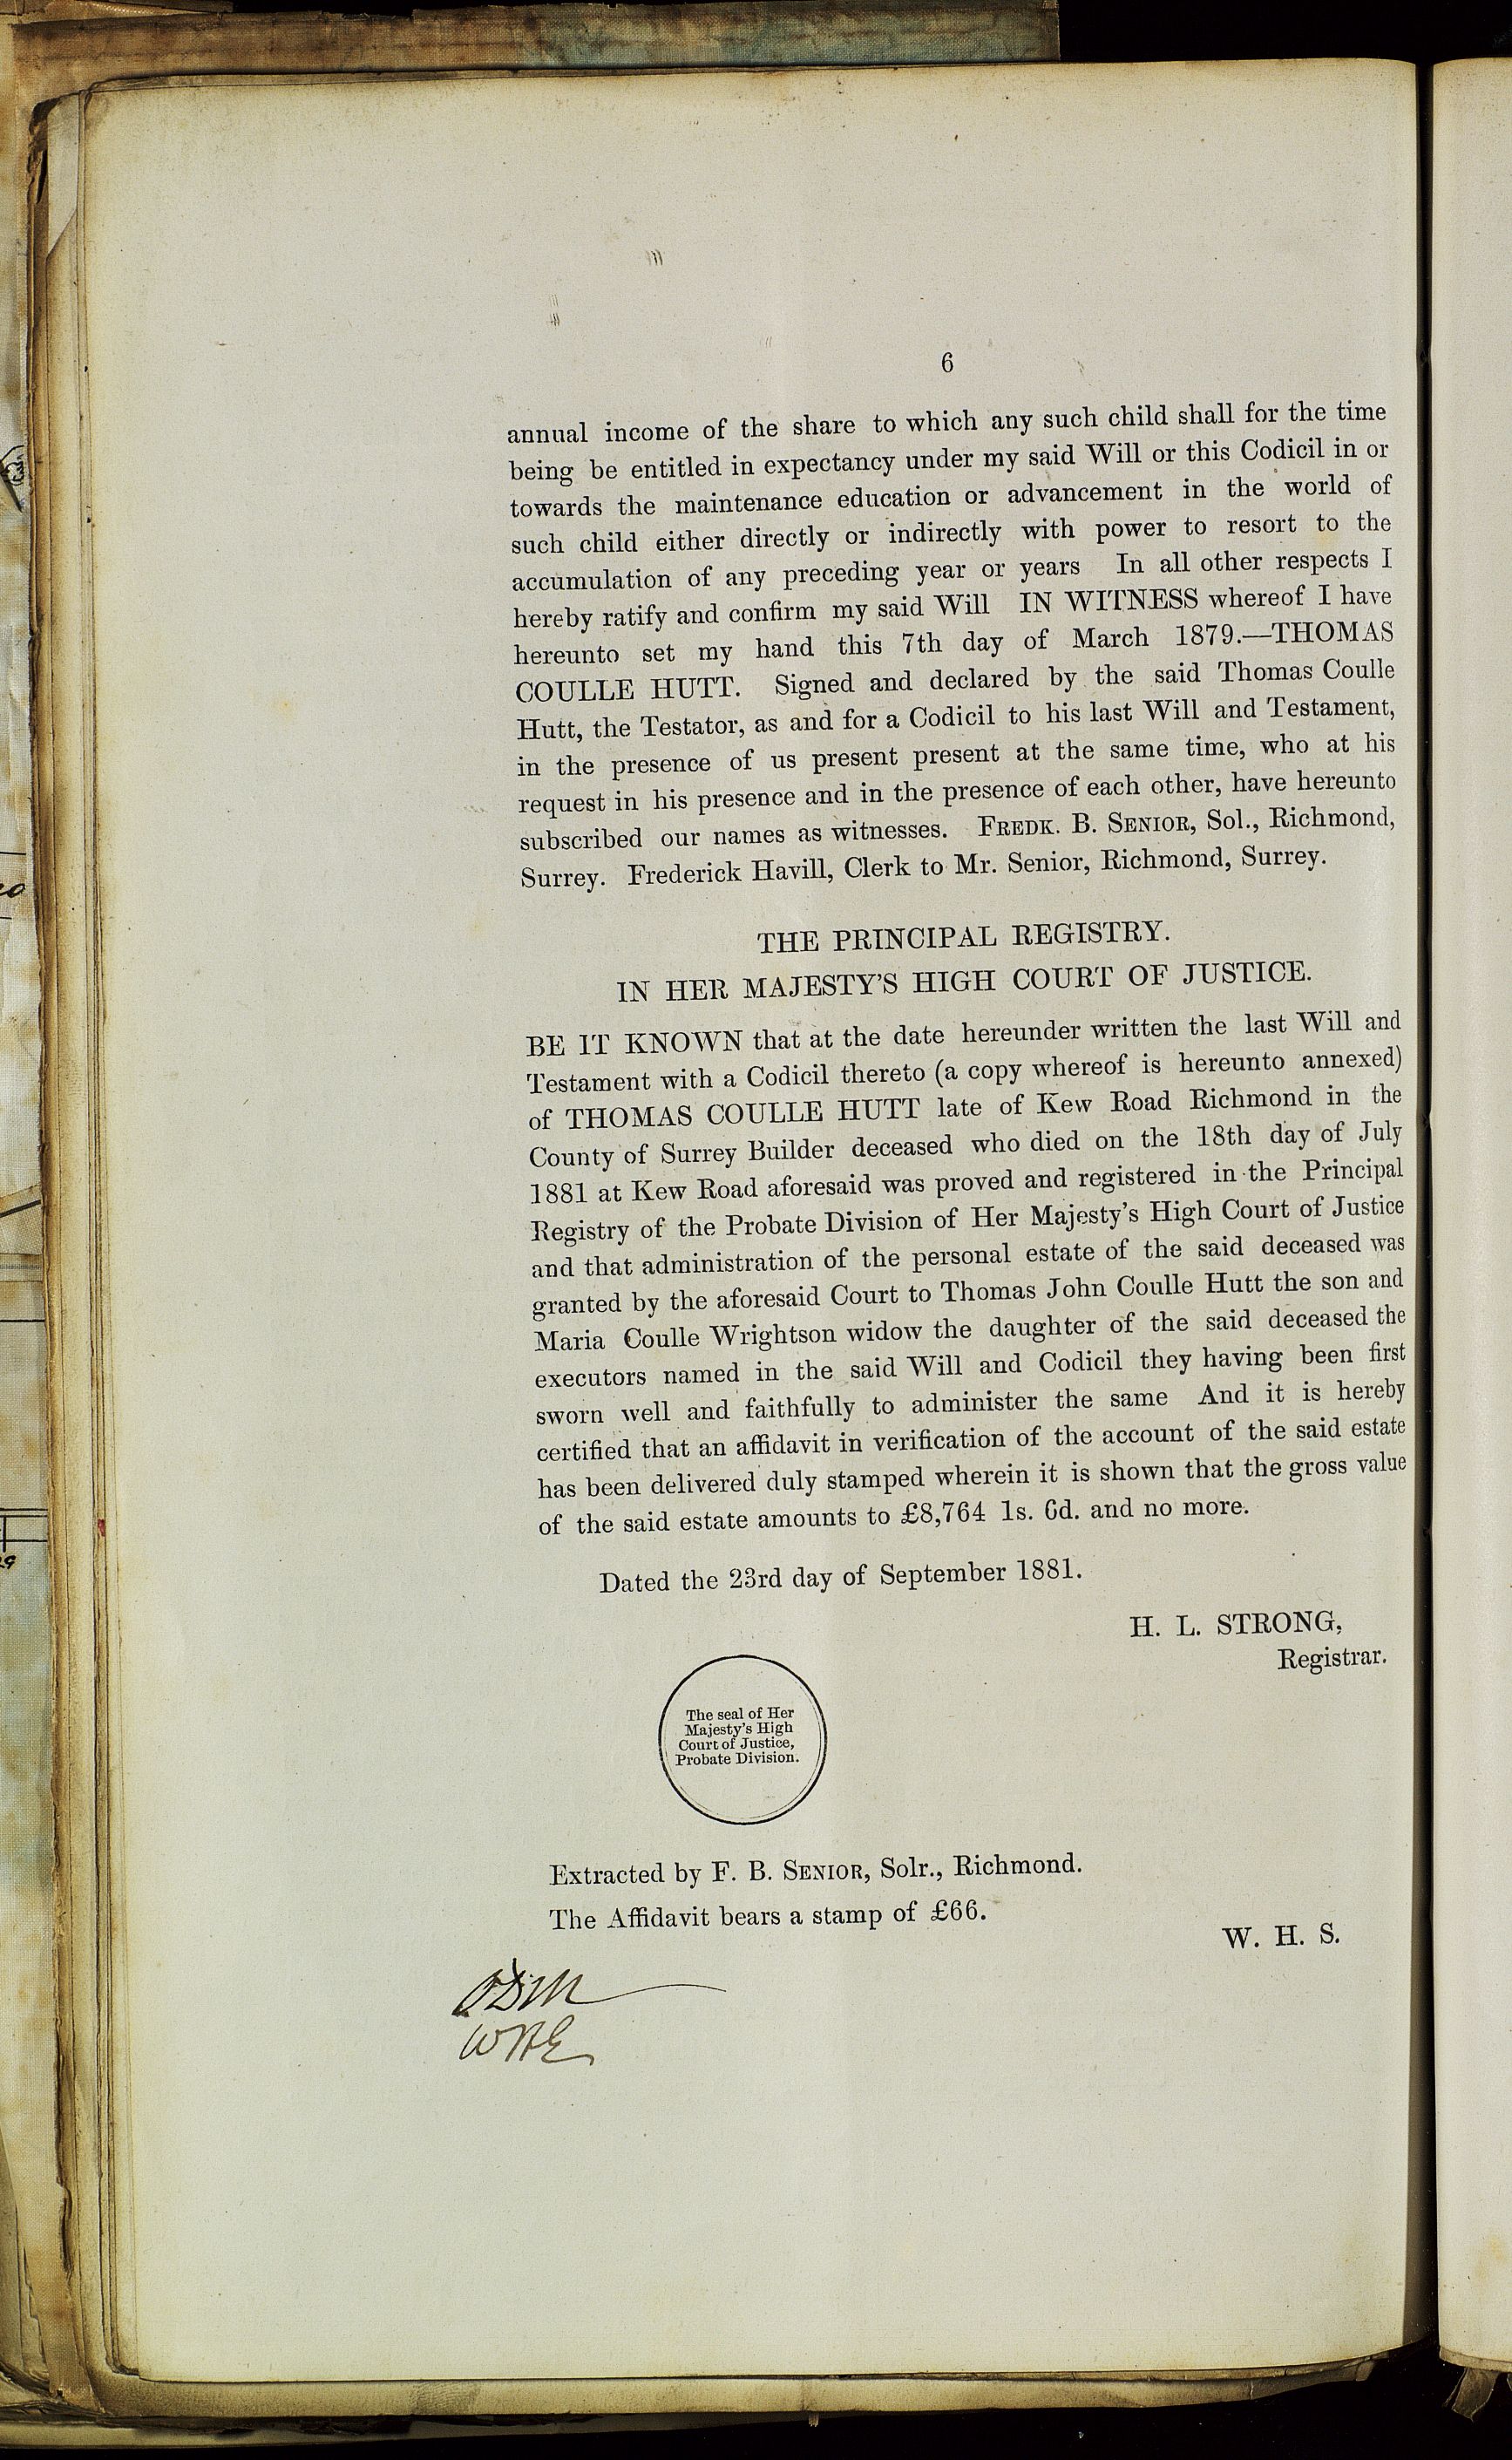 6
annual income of the share to which any such child shall for the time
being be entitled in expectancy under my said Will or this Codicil in or
towards the maintenance education or advancement in the world of
such child either directly or indirectly with power to resort to the
accumulation of any preceding year or years In all other respects I
hereby ratify and confirm my said Will IN WITNESS whereof I have
hereunto set my hand this 7th day of March 1879.—THOMAS
COULLE HUTT. Signed and declared by the said Thomas Coulle
Hutt, the Testator, as and for a Codicil to his last Will and Testament,
in the presence of us present present at the same time, who at his
request in his presence and in the presence of each other, have hereunto
subscribed our names as witnesses. FREDK. B. SENIOR, Sol., Richmond,
Surrey. Frederick Havill, Clerk to Mr. Senior, Richmond, Surrey.
THE PRINCIPAL REGISTRY.
IN HER MAJESTY'S HIGH COURT OF JUSTICE.
BE IT KNOWN that at the date hereunder written the last Will and
Testament with a Codicil thereto (a copy whereof is hereunto annexed)
of THOMAS COULLE HUTT late of Kew Road Richmond in the
County of Surrey Builder deceased who died on the 18th day of July
1881 at Kew Road aforesaid was proved and registered in the Principal
Registry of the Probate Division of Her Majesty's High Court of Justice
and that administration of the personal estate of the said deceased was
granted by the aforesaid Court to Thomas John Coulle Hutt the son and
Maria Coulle Wrightson widow the daughter of the said deceased the
executors named in the said Will and Codicil they having been first
sworn well and faithfully to administer the same And it is hereby
certified that an affidavit in verification of the account of the said estate
has been delivered duly stamped wherein it is shown that the gross value
of the said estate amounts to £8,764 1s. 6d. and no more.
Dated the 23rd day of September 1881.
H. L. STRONG,
Registrar.
The seal of Her
Majesty's High
Court of Justice,
Probate Division.
Extracted by F. B. SENIOR, Solr., Richmond.
The Affidavit bears a stamp of £66.
W. H. S.